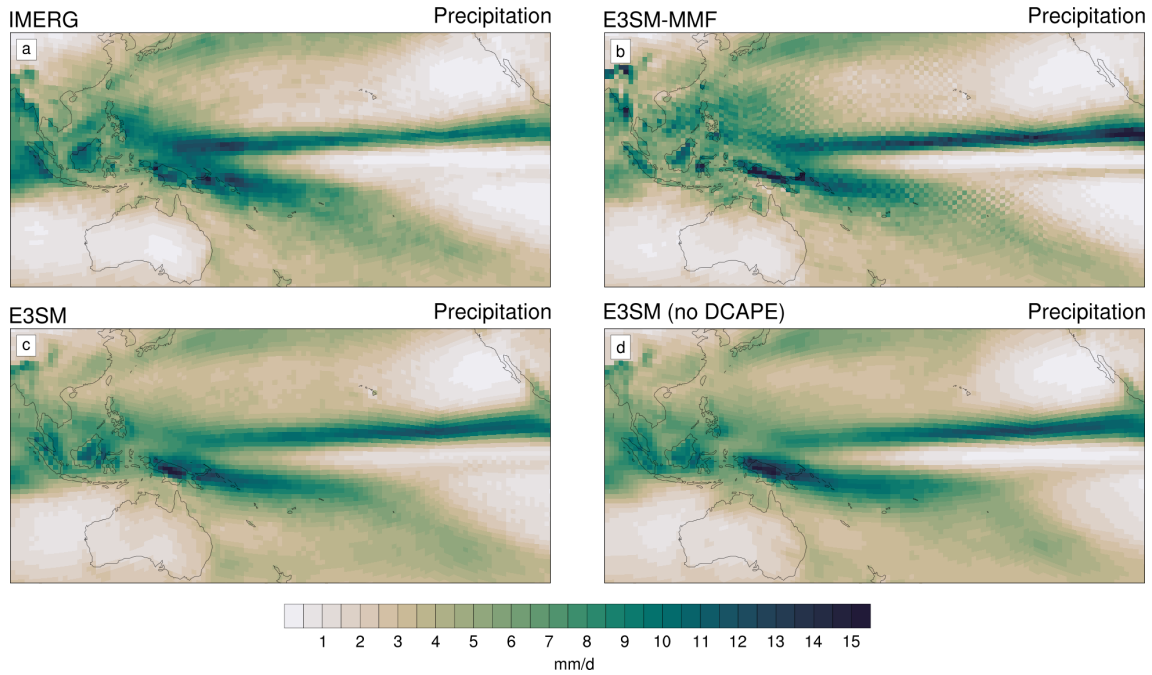 IMERG Precipitation
a
E3SM-MMF Precipitation
b
E3SM Precipitation
c
E3SM (no DCAPE) Precipitation
d
1 2 3 4 5 6 7 8 9 10 11 12 13 14 15
mm/d